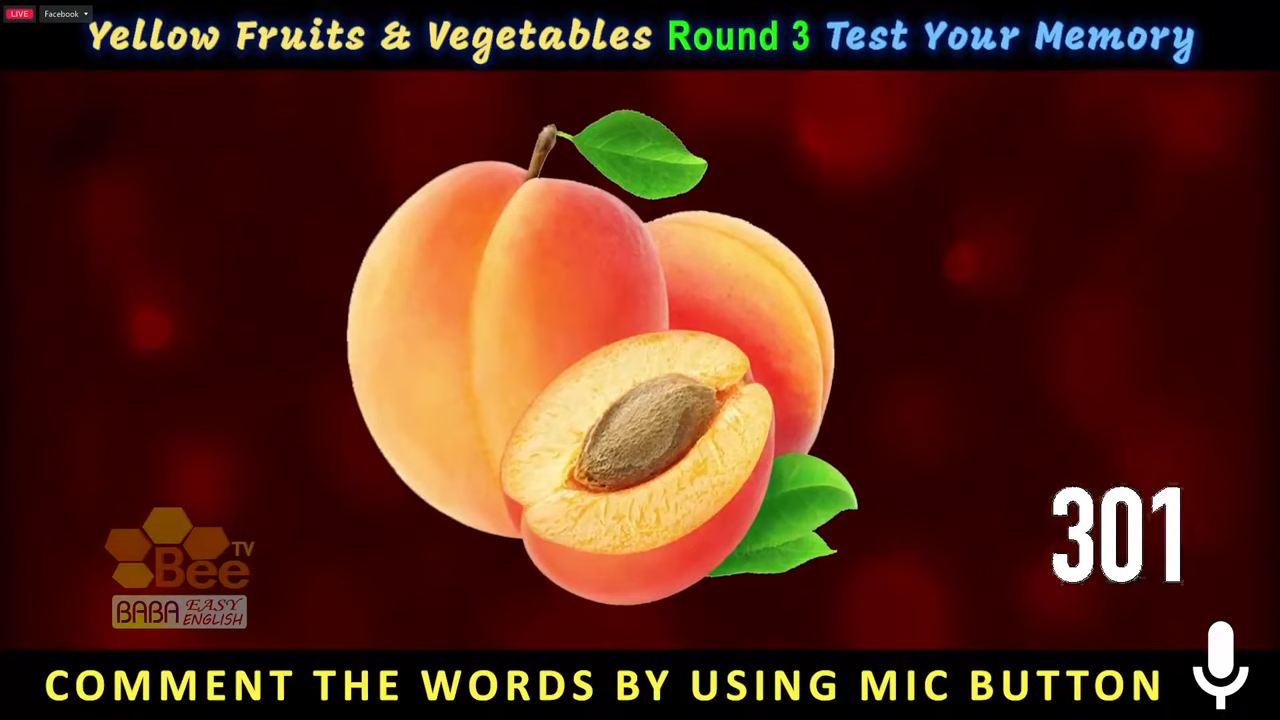 LIVE Facebook
Yellow Fruits & Vegetables Round 3 Test Your Memory
301
Bee TV
BABA EASY ENGLISH
COMMENT THE WORDS BY USING MIC BUTTON